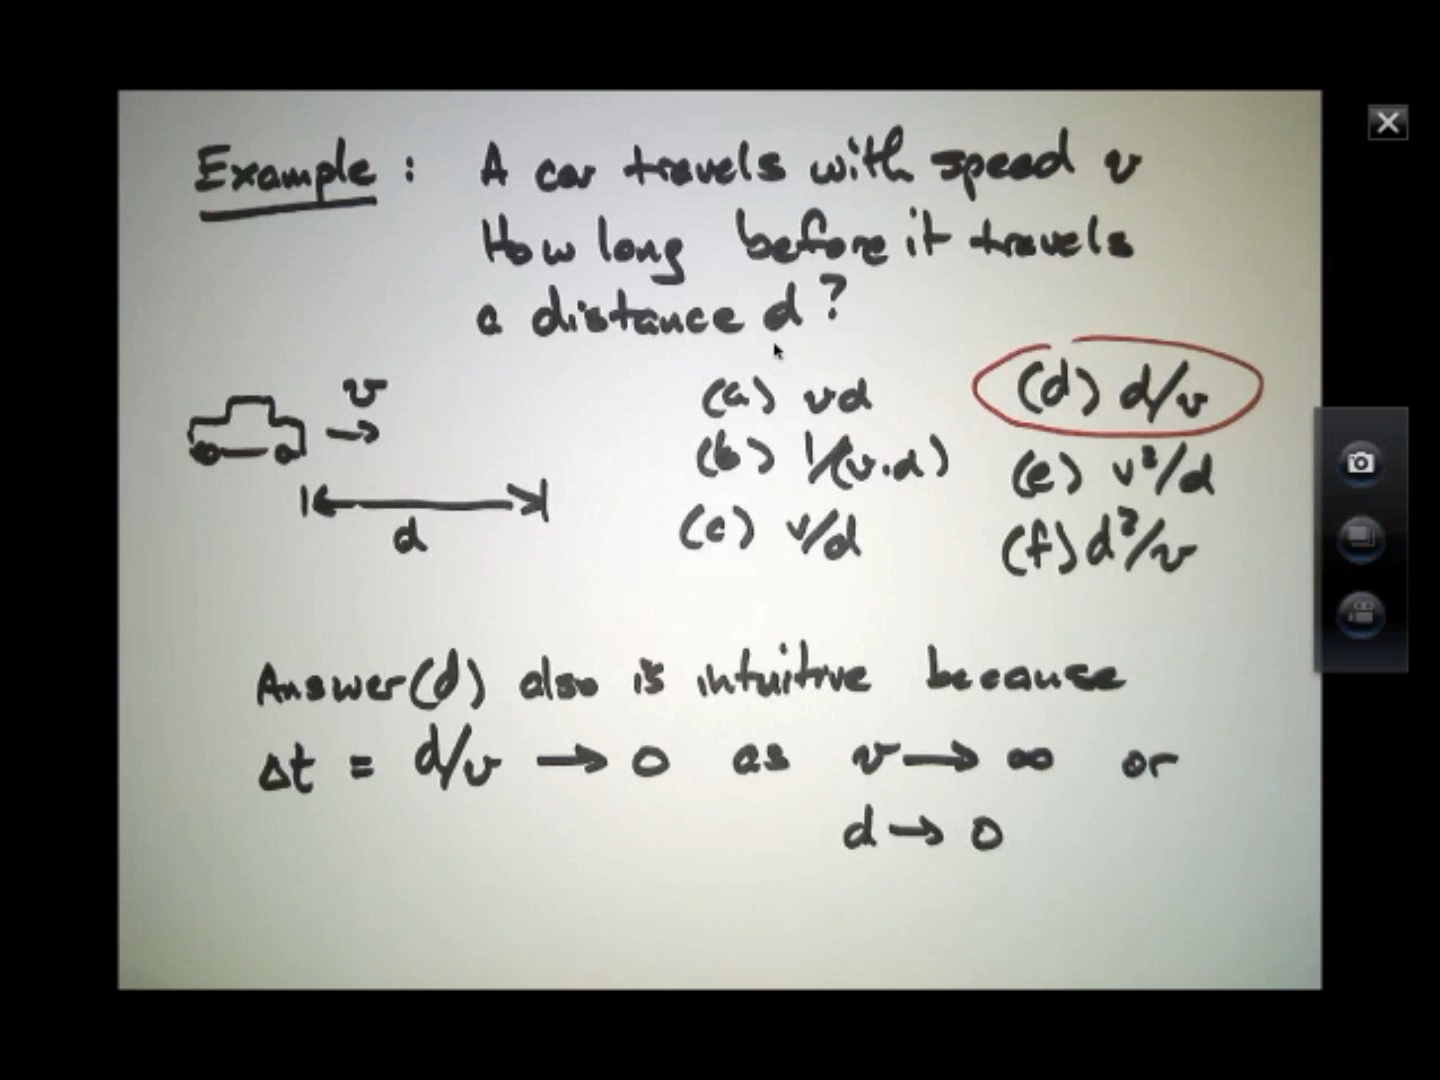 Example: A car travels with speed v
How long before it travels
a distance d?
v
d
(a) vd
(b) 1/(v.d)
(c) v/d
(d) d/v
(e) v²/d
(f) d²/v
Answer (d) also is intuitive because
Δt = d/v → 0 as v → ∞ or
d → 0